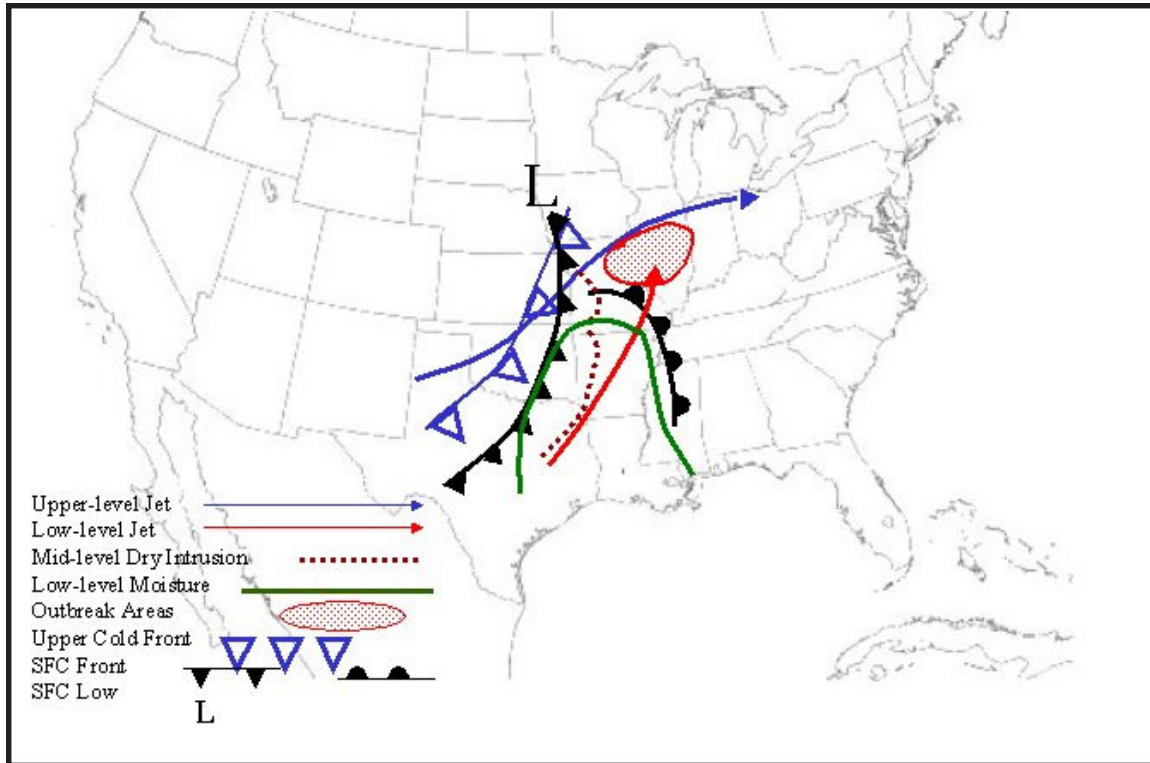 L
Upper-level Jet
Low-level Jet
Mid-level Dry Intrusion
Low-level Moisture
Outbreak Areas
Upper Cold Front
SFC Front
SFC Low
L